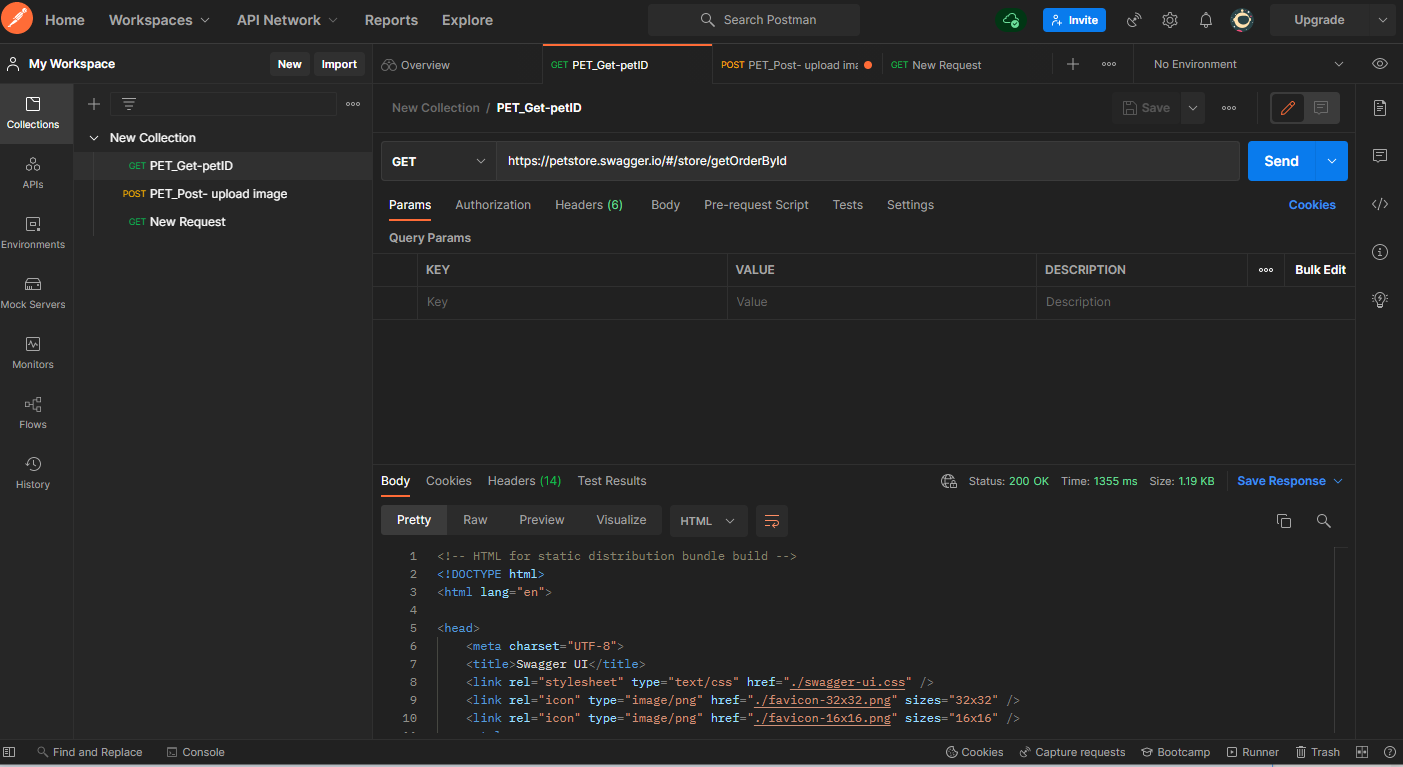 Home Workspaces API Network Reports Explore Search Postman Invite Upgrade
My Workspace New Import
Overview GET PET_Get-petID POST PET_Post- upload ima GET New Request No Environment
Collections
APIs
Environments
Mock Servers
Monitors
Flows
History
New Collection
GET PET_Get-petID
POST PET_Post- upload image
GET New Request
New Collection / PET_Get-petID Save
GET https://petstore.swagger.io/#/store/getOrderById Send
Params Authorization Headers (6) Body Pre-request Script Tests Settings Cookies
Query Params
KEY VALUE DESCRIPTION Bulk Edit
Key Value Description
Body Cookies Headers (14) Test Results Status: 200 OK Time: 1355 ms Size: 1.19 KB Save Response
Pretty Raw Preview Visualize HTML
1 <!-- HTML for static distribution bundle build -->
2 <!DOCTYPE html>
3 <html lang="en">
4
5 <head>
6 <meta charset="UTF-8">
7 <title>Swagger UI</title>
8 <link rel="stylesheet" type="text/css" href="./swagger-ui.css" />
9 <link rel="icon" type="image/png" href="./favicon-32x32.png" sizes="32x32" />
10 <link rel="icon" type="image/png" href="./favicon-16x16.png" sizes="16x16" />
Find and Replace Console Cookies Capture requests Bootcamp Runner Trash